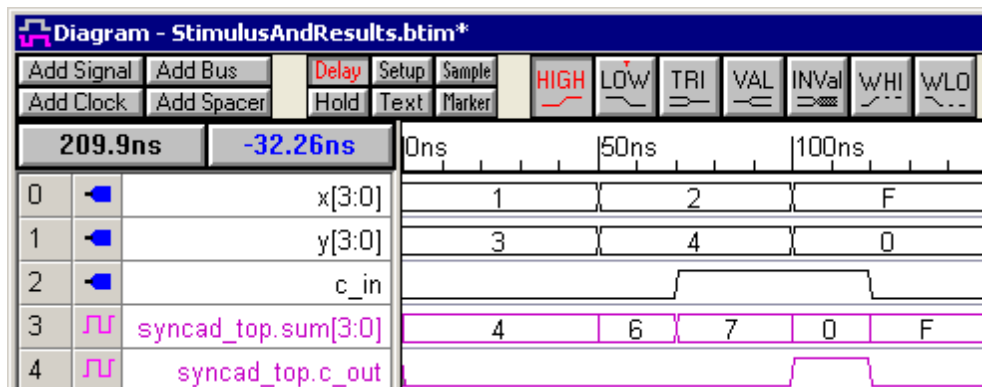 Diagram - StimulusAndResults.btim*
Add Signal Add Bus Delay Setup Sample HIGH LOW TRI VAL INVal WHI WLO
Add Clock Add Spacer Hold Text Marker
209.9ns -32.26ns 0ns 50ns 100ns
0 x[3:0] 1 2 F
1 y[3:0] 3 4 0
2 c_in
3 syncad_top.sum[3:0] 4 6 7 0 F
4 syncad_top.c_out